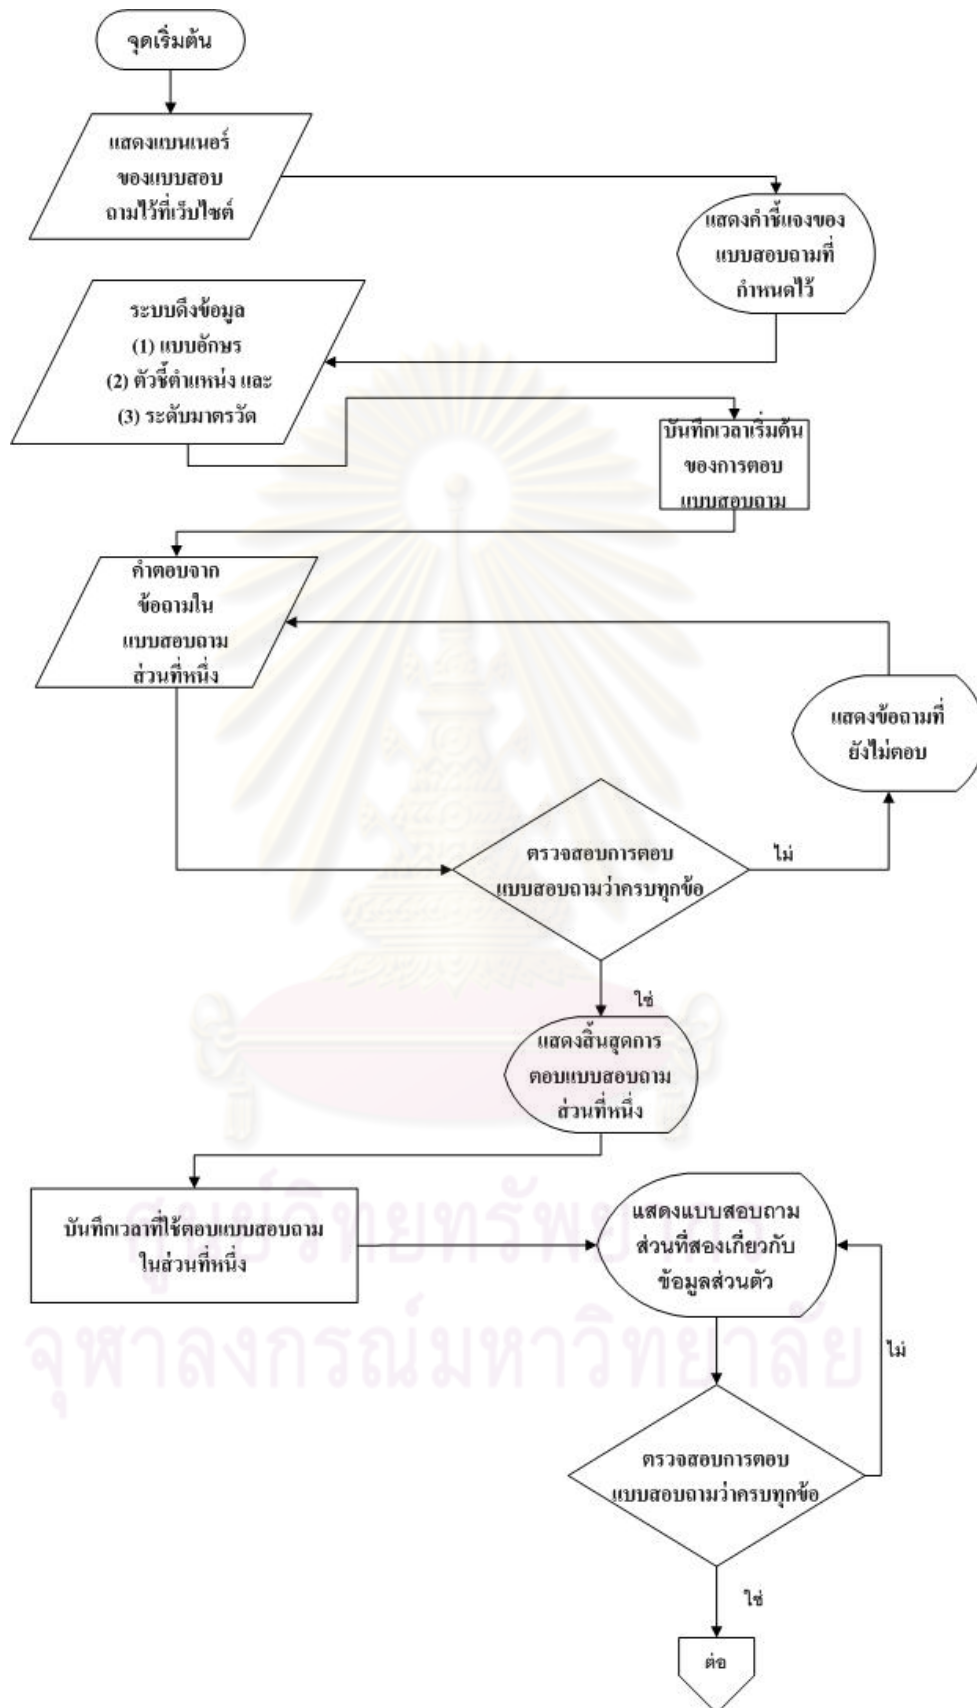 จุดเริ่มต้น
แสดงแบนเนอร์
ของแบบสอบ
ถามไว้ที่เว็บไซต์
แสดงคำชี้แจงของ
แบบสอบถามที่
กำหนดไว้
ระบบดึงข้อมูล
(1) แบบอักษร
(2) ตัวชี้ตำแหน่ง และ
(3) ระดับมาตรวัด
บันทึกเวลาเริ่มต้น
ของการตอบ
แบบสอบถาม
คำตอบจาก
ข้อถามใน
แบบสอบถาม
ส่วนที่หนึ่ง
แสดงข้อถามที่
ยังไม่ตอบ
ตรวจสอบการตอบ
แบบสอบถามว่าครบทุกข้อ
ไม่
ใช่
แสดงสิ้นสุดการ
ตอบแบบสอบถาม
ส่วนที่หนึ่ง
บันทึกเวลาที่ใช้ตอบแบบสอบถาม
ในส่วนที่หนึ่ง
แสดงแบบสอบถาม
ส่วนที่สองเกี่ยวกับ
ข้อมูลส่วนตัว
ศูนย์วิทยทรัพยากร
จุฬาลงกรณ์มหาวิทยาลัย
ไม่
ตรวจสอบการตอบ
แบบสอบถามว่าครบทุกข้อ
ใช่
ต่อ